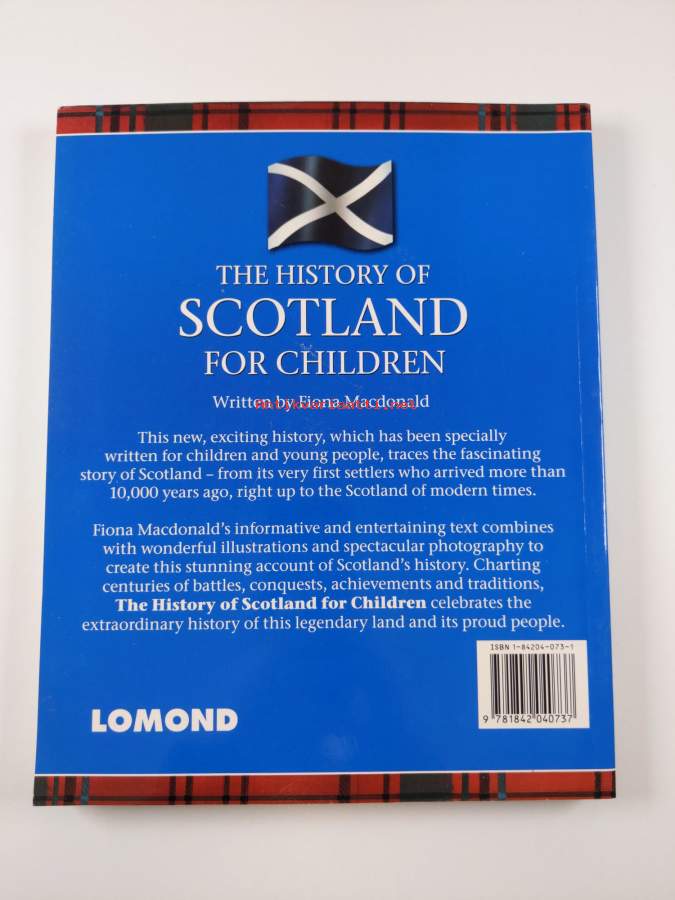 THE HISTORY OF
SCOTLAND
FOR CHILDREN
Written by Fiona Macdonald
This new, exciting history, which has been specially
written for children and young people, traces the fascinating
story of Scotland – from its very first settlers who arrived more than
10,000 years ago, right up to the Scotland of modern times.
Fiona Macdonald's informative and entertaining text combines
with wonderful illustrations and spectacular photography to
create this stunning account of Scotland's history. Charting
centuries of battles, conquests, achievements and traditions,
The History of Scotland for Children celebrates the
extraordinary history of this legendary land and its proud people.
ISBN 1-84204-073-1
9 781842 040737
LOMOND